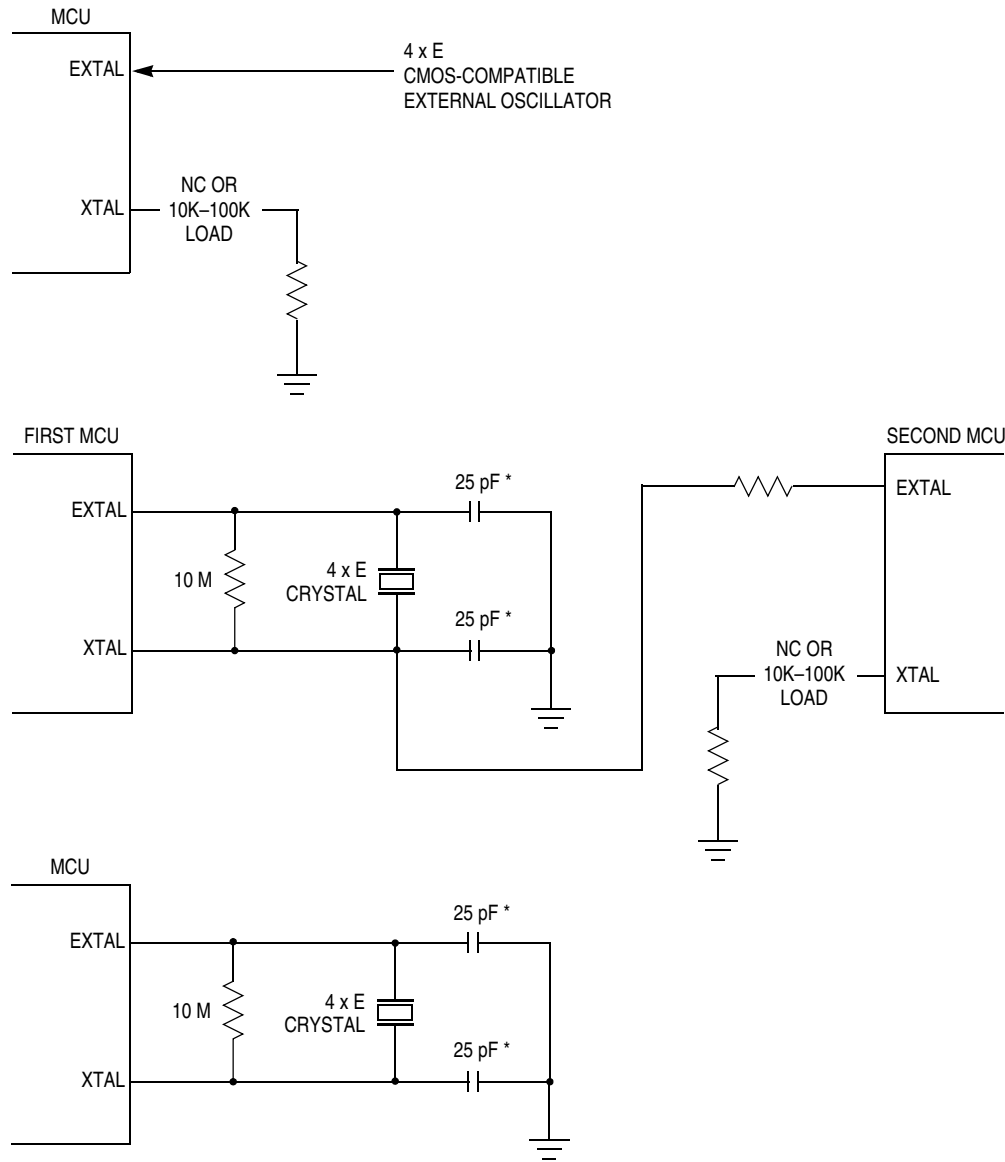 MCU
EXTAL
4 x E
CMOS-COMPATIBLE
EXTERNAL OSCILLATOR
XTAL
NC OR
10K–100K
LOAD
FIRST MCU
SECOND MCU
EXTAL
25 pF *
EXTAL
10 M
4 x E
CRYSTAL
25 pF *
XTAL
NC OR
10K–100K
LOAD
XTAL
MCU
EXTAL
25 pF *
10 M
4 x E
CRYSTAL
25 pF *
XTAL